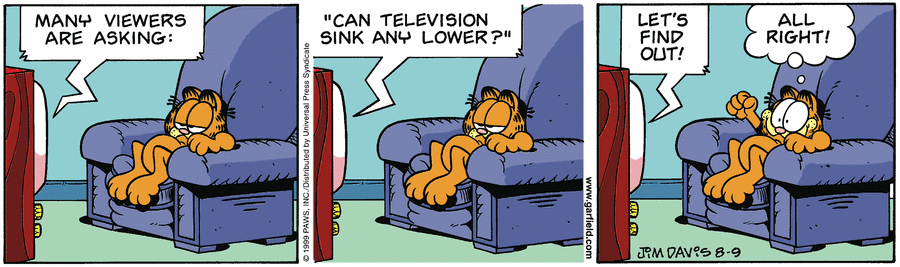 MANY VIEWERS
ARE ASKING:
© 1999 PAWS, INC./Distributed by Universal Press Syndicate
"CAN TELEVISION
SINK ANY LOWER?"
www.garfield.com
LET'S
FIND
OUT!
ALL
RIGHT!
JIM DAVIS 8-9